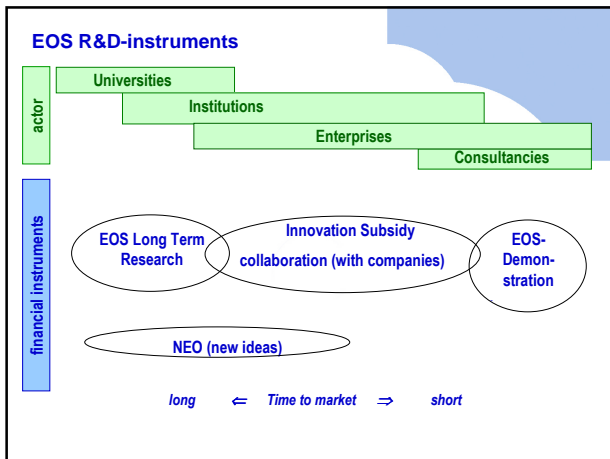 EOS R&D-instruments
actor
Universities
Institutions
Enterprises
Consultancies
financial instruments
EOS Long Term
Research
Innovation Subsidy
collaboration (with companies)
EOS-
Demon-
stration
NEO (new ideas)
long ⇐ Time to market ⇒ short